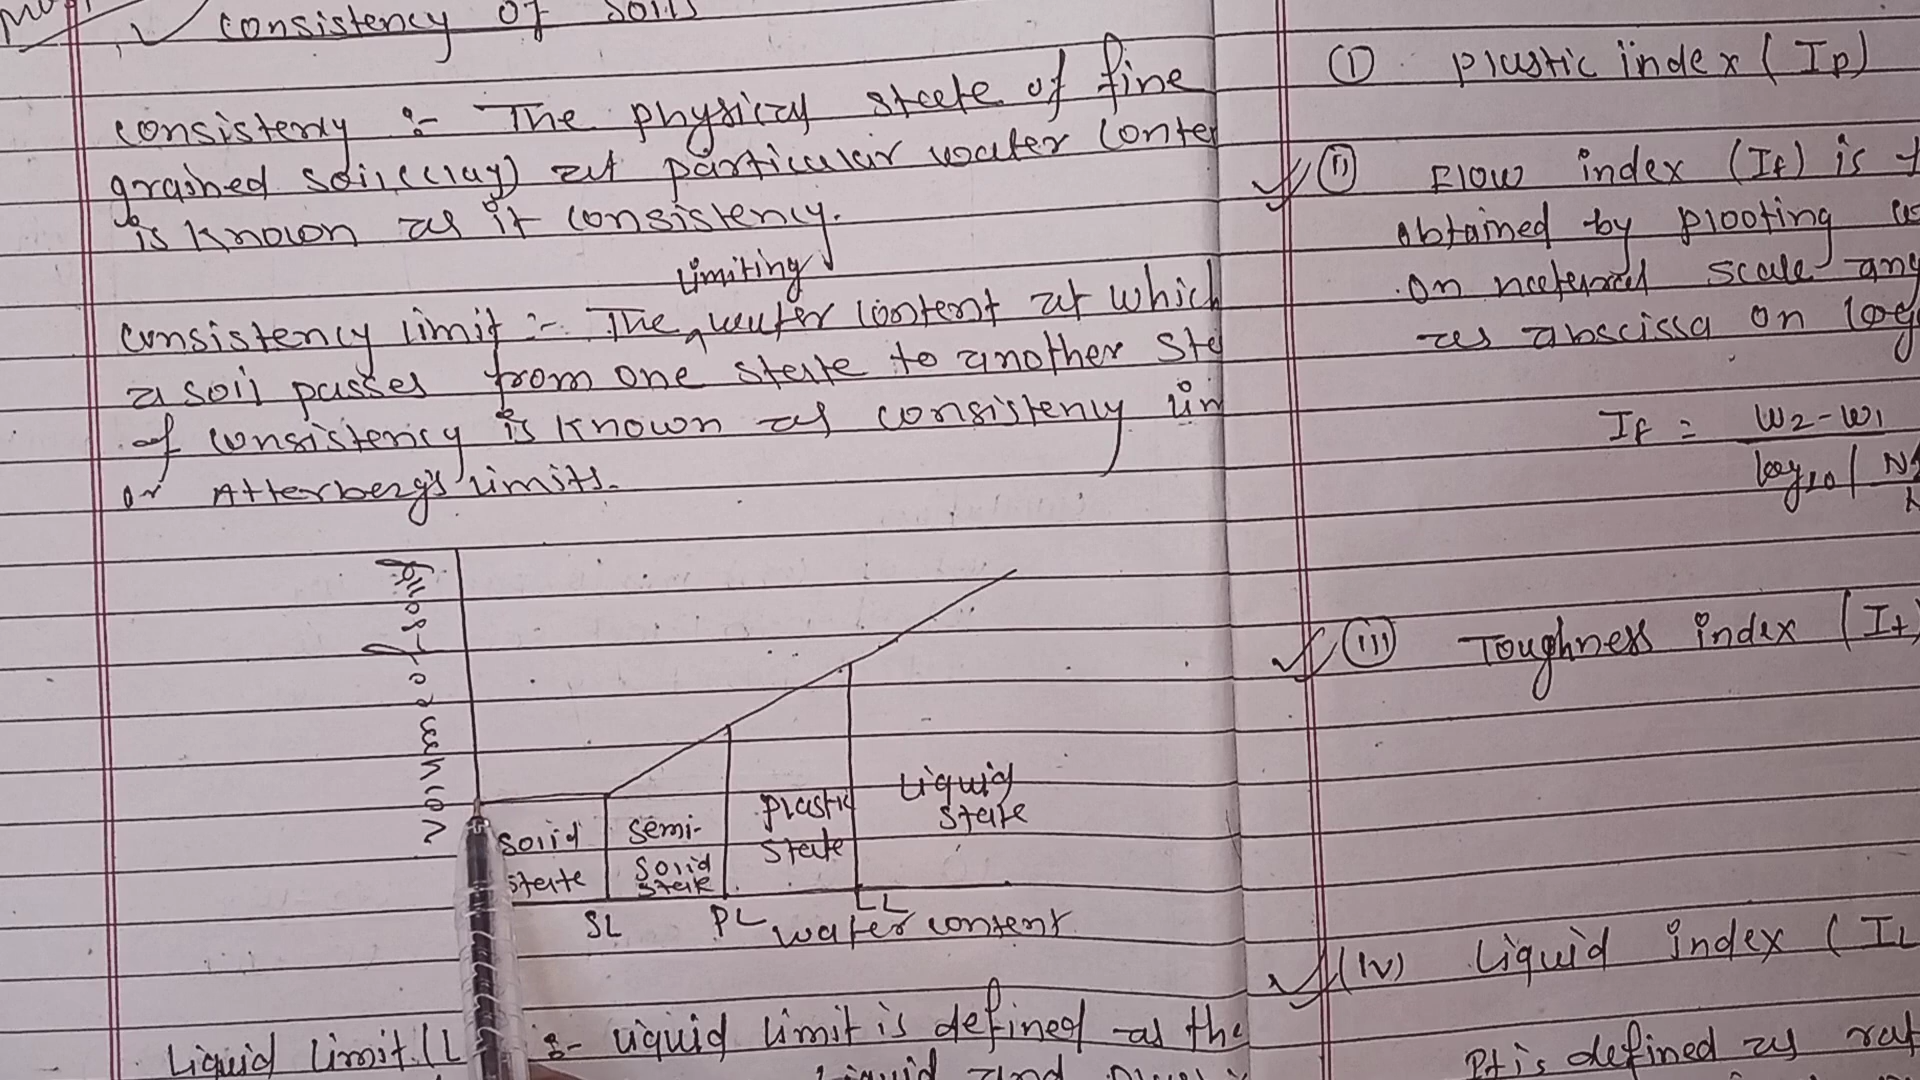 consistency of soils
consistency :- The physical state of fine
grained soil (clay) at particular water conte
is known as it consistency.
limiting
consistency limit :- The water content at which
a soil passes from one state to another sta
of consistency is known as consistency lim
or Atterberg's limits.
volume of soil
solid
state
semi-
solid
state
plastic
state
Liquid
state
SL
PL
LL
water content
Liquid limit (L :- Liquid limit is defined as the
liquid and
(i) plastic index (Ip)
(ii) Flow index (If) is
obtained by plooting
on natural scale and
as abscissa on log
If = w2-w1
log10 ( N
(iii) Toughness index (It)
(iv) Liquid index (IL
It is defined as rat